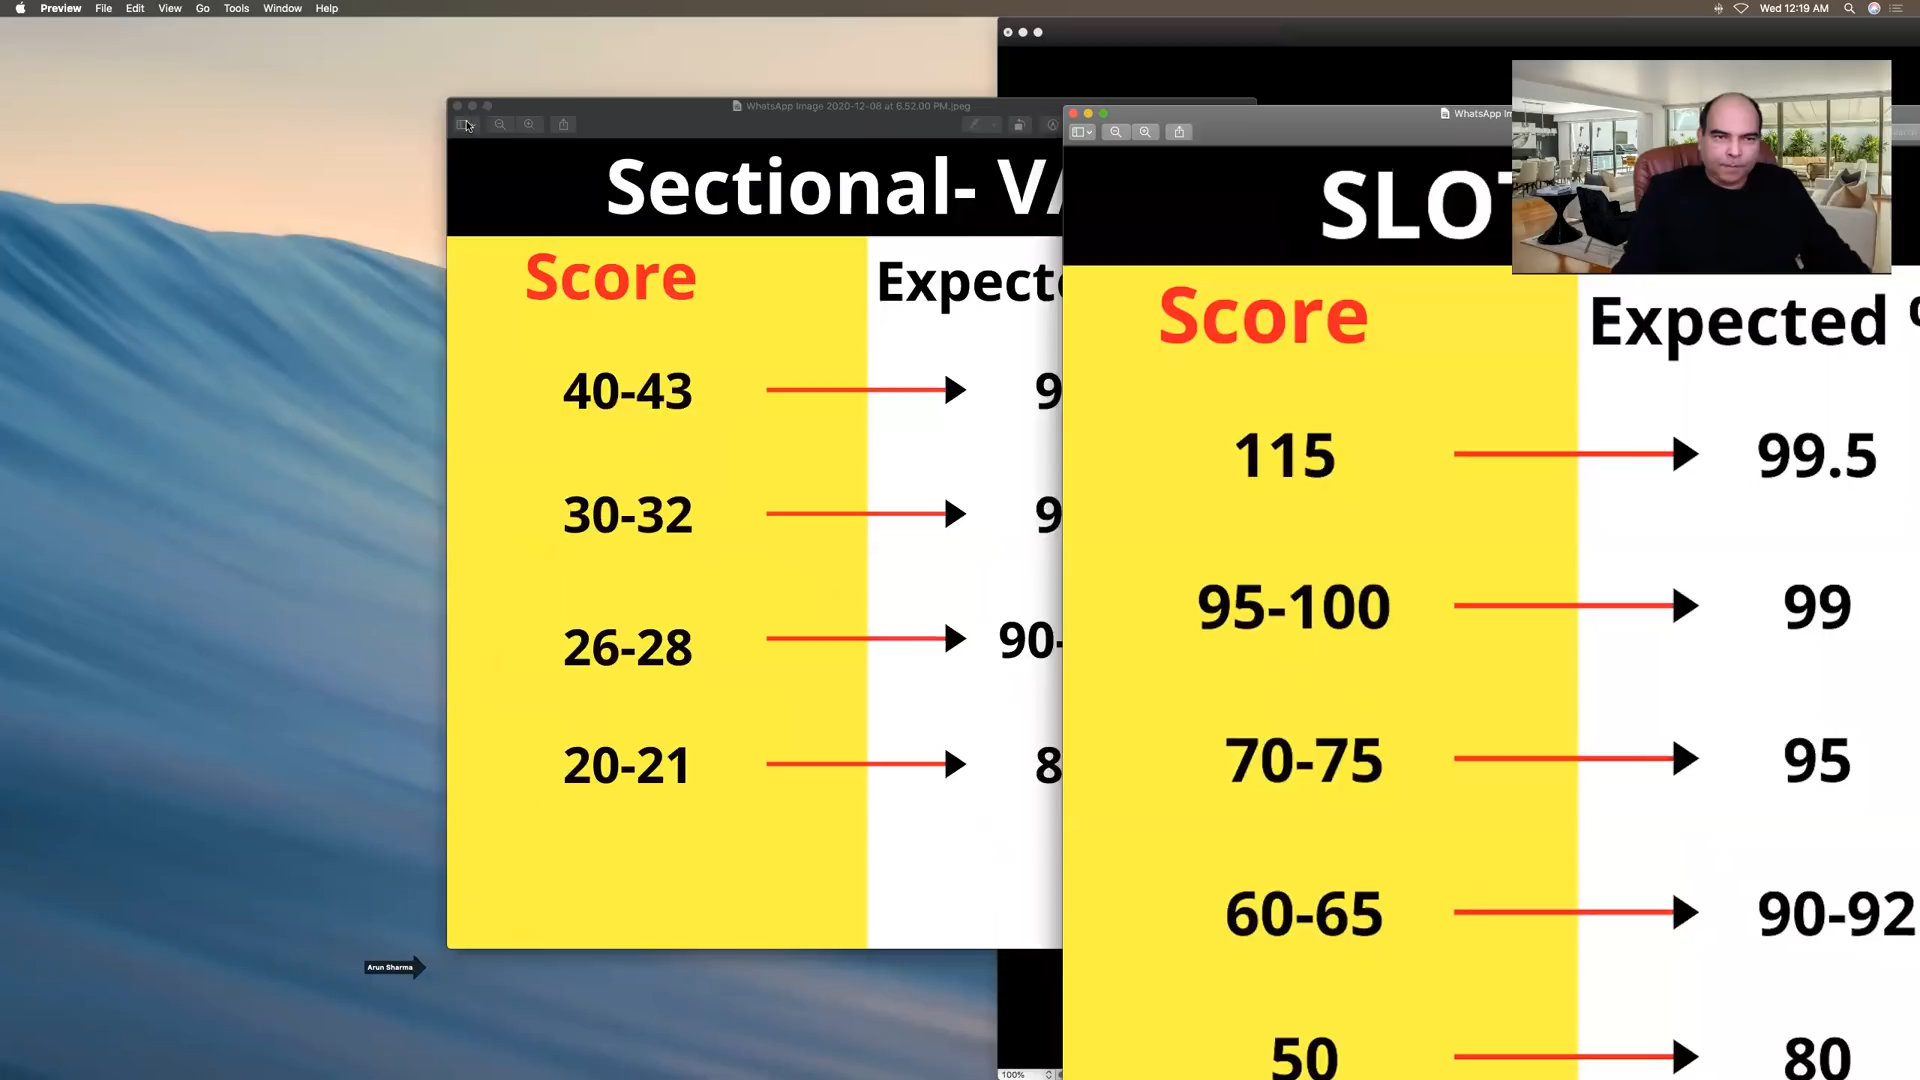 Preview File Edit View Go Tools Window Help
Wed 12:19 AM
WhatsApp Image 2020-12-08 at 6.52.00 PM.jpeg
WhatsApp
Sectional-
Score
Expect
40-43
9
30-32
9
26-28
90-
20-21
8
SLOT
Score
Expected
115
99.5
95-100
99
70-75
95
60-65
90-92
50
80
Arun Sharma
100%